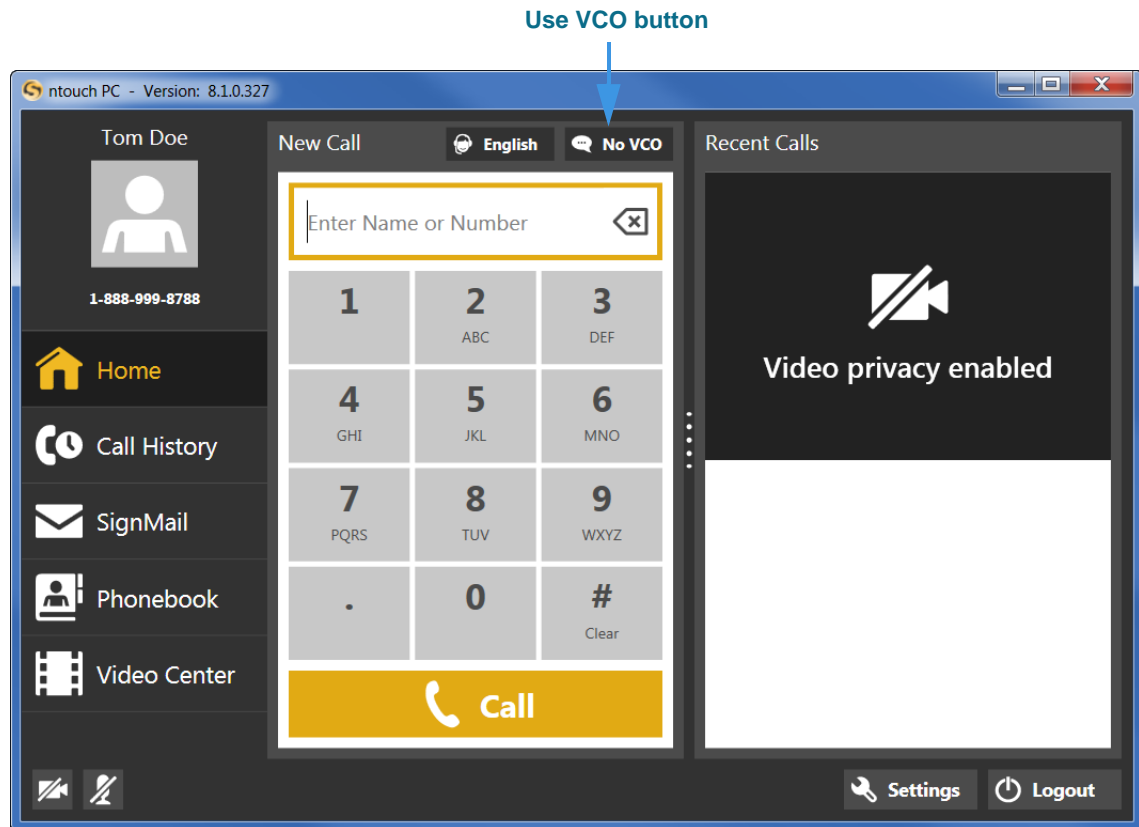 Use VCO button
ntouch PC - Version: 8.1.0.327
Tom Doe
1-888-999-8788
Home
Call History
SignMail
Phonebook
Video Center
New Call
English
No VCO
Enter Name or Number
1
2
ABC
3
DEF
4
GHI
5
JKL
6
MNO
7
PQRS
8
TUV
9
WXYZ
.
0
#
Clear
Call
Recent Calls
Video privacy enabled
Settings
Logout